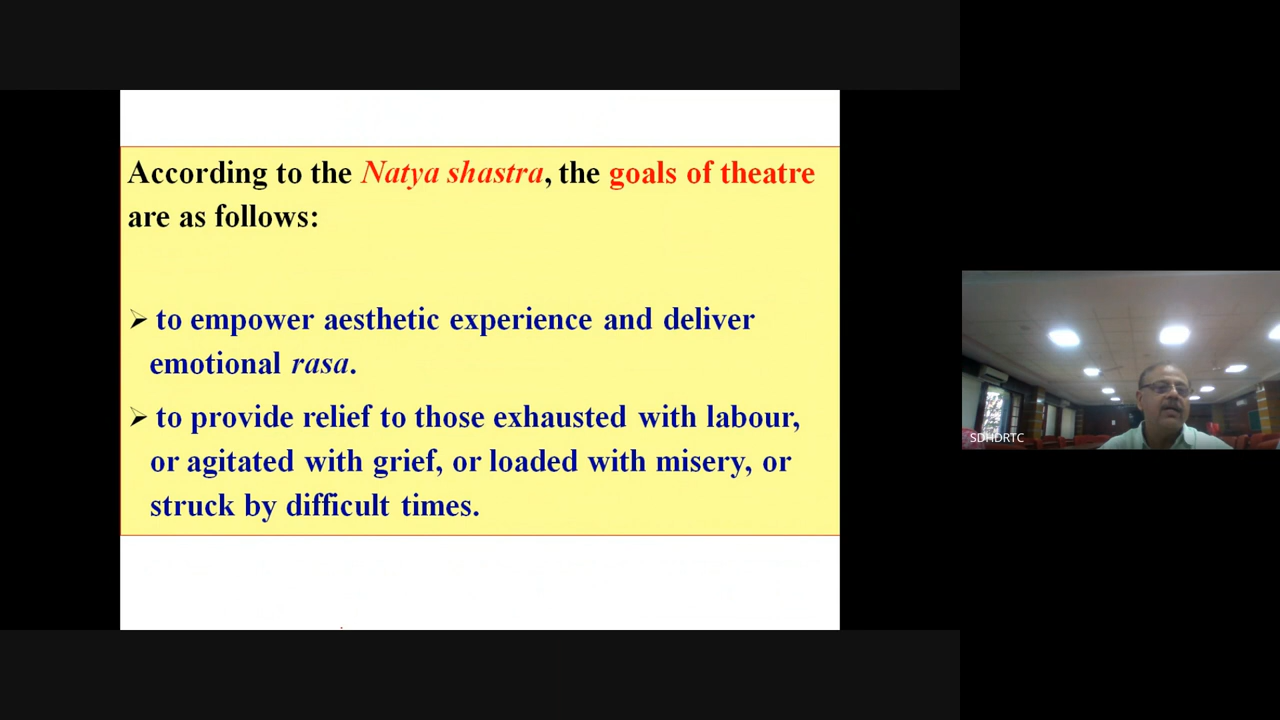 According to the Natya shastra, the goals of theatre
are as follows:
➢ to empower aesthetic experience and deliver
emotional rasa.
➢ to provide relief to those exhausted with labour,
or agitated with grief, or loaded with misery, or
struck by difficult times.
SDHDRTC